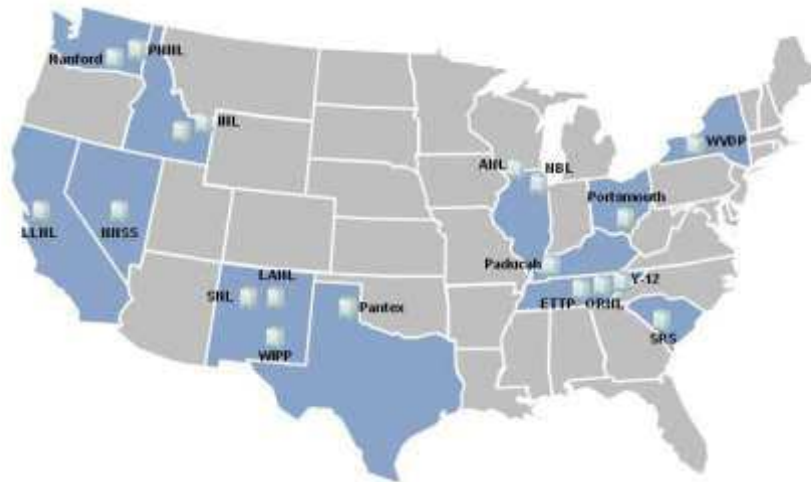 Hanford
PNNL
INL
LLNL
NNSS
SNL
LANL
WIPP
Pantex
ANL
NBL
Paducah
Portsmouth
WVDP
ETTP
ORNL
Y-12
SRS